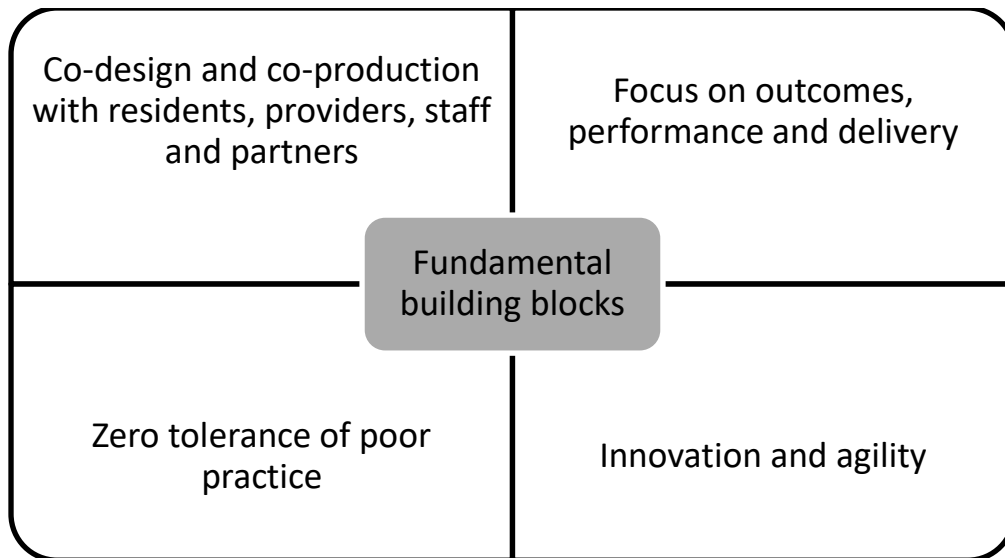 Co-design and co-production
with residents, providers, staff
and partners
Focus on outcomes,
performance and delivery
Fundamental
building blocks
Zero tolerance of poor
practice
Innovation and agility